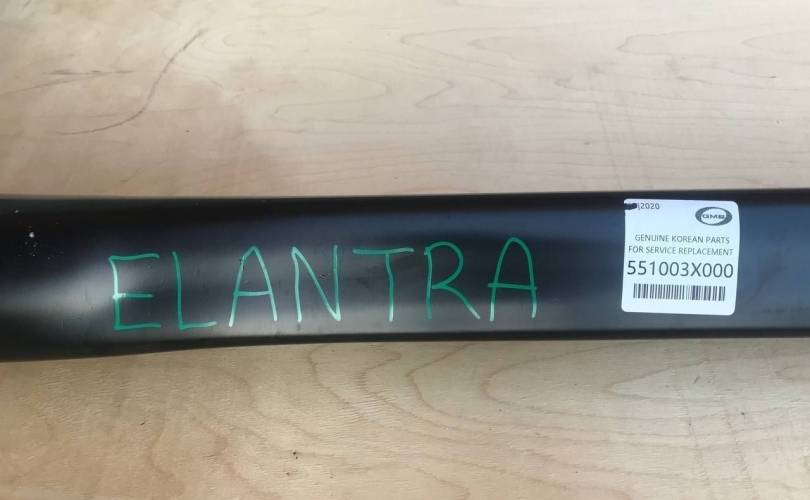 ELANTRA
2020
GMB
GENUINE KOREAN PARTS
FOR SERVICE REPLACEMENT
551003X000